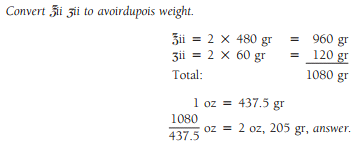 Convert ℥ii ʒii to avoirdupois weight.
℥ii = 2 × 480 gr = 960 gr
ʒii = 2 × 60 gr = 120 gr
Total: 1080 gr
1 oz = 437.5 gr
1080
437.5 oz = 2 oz, 205 gr, answer.